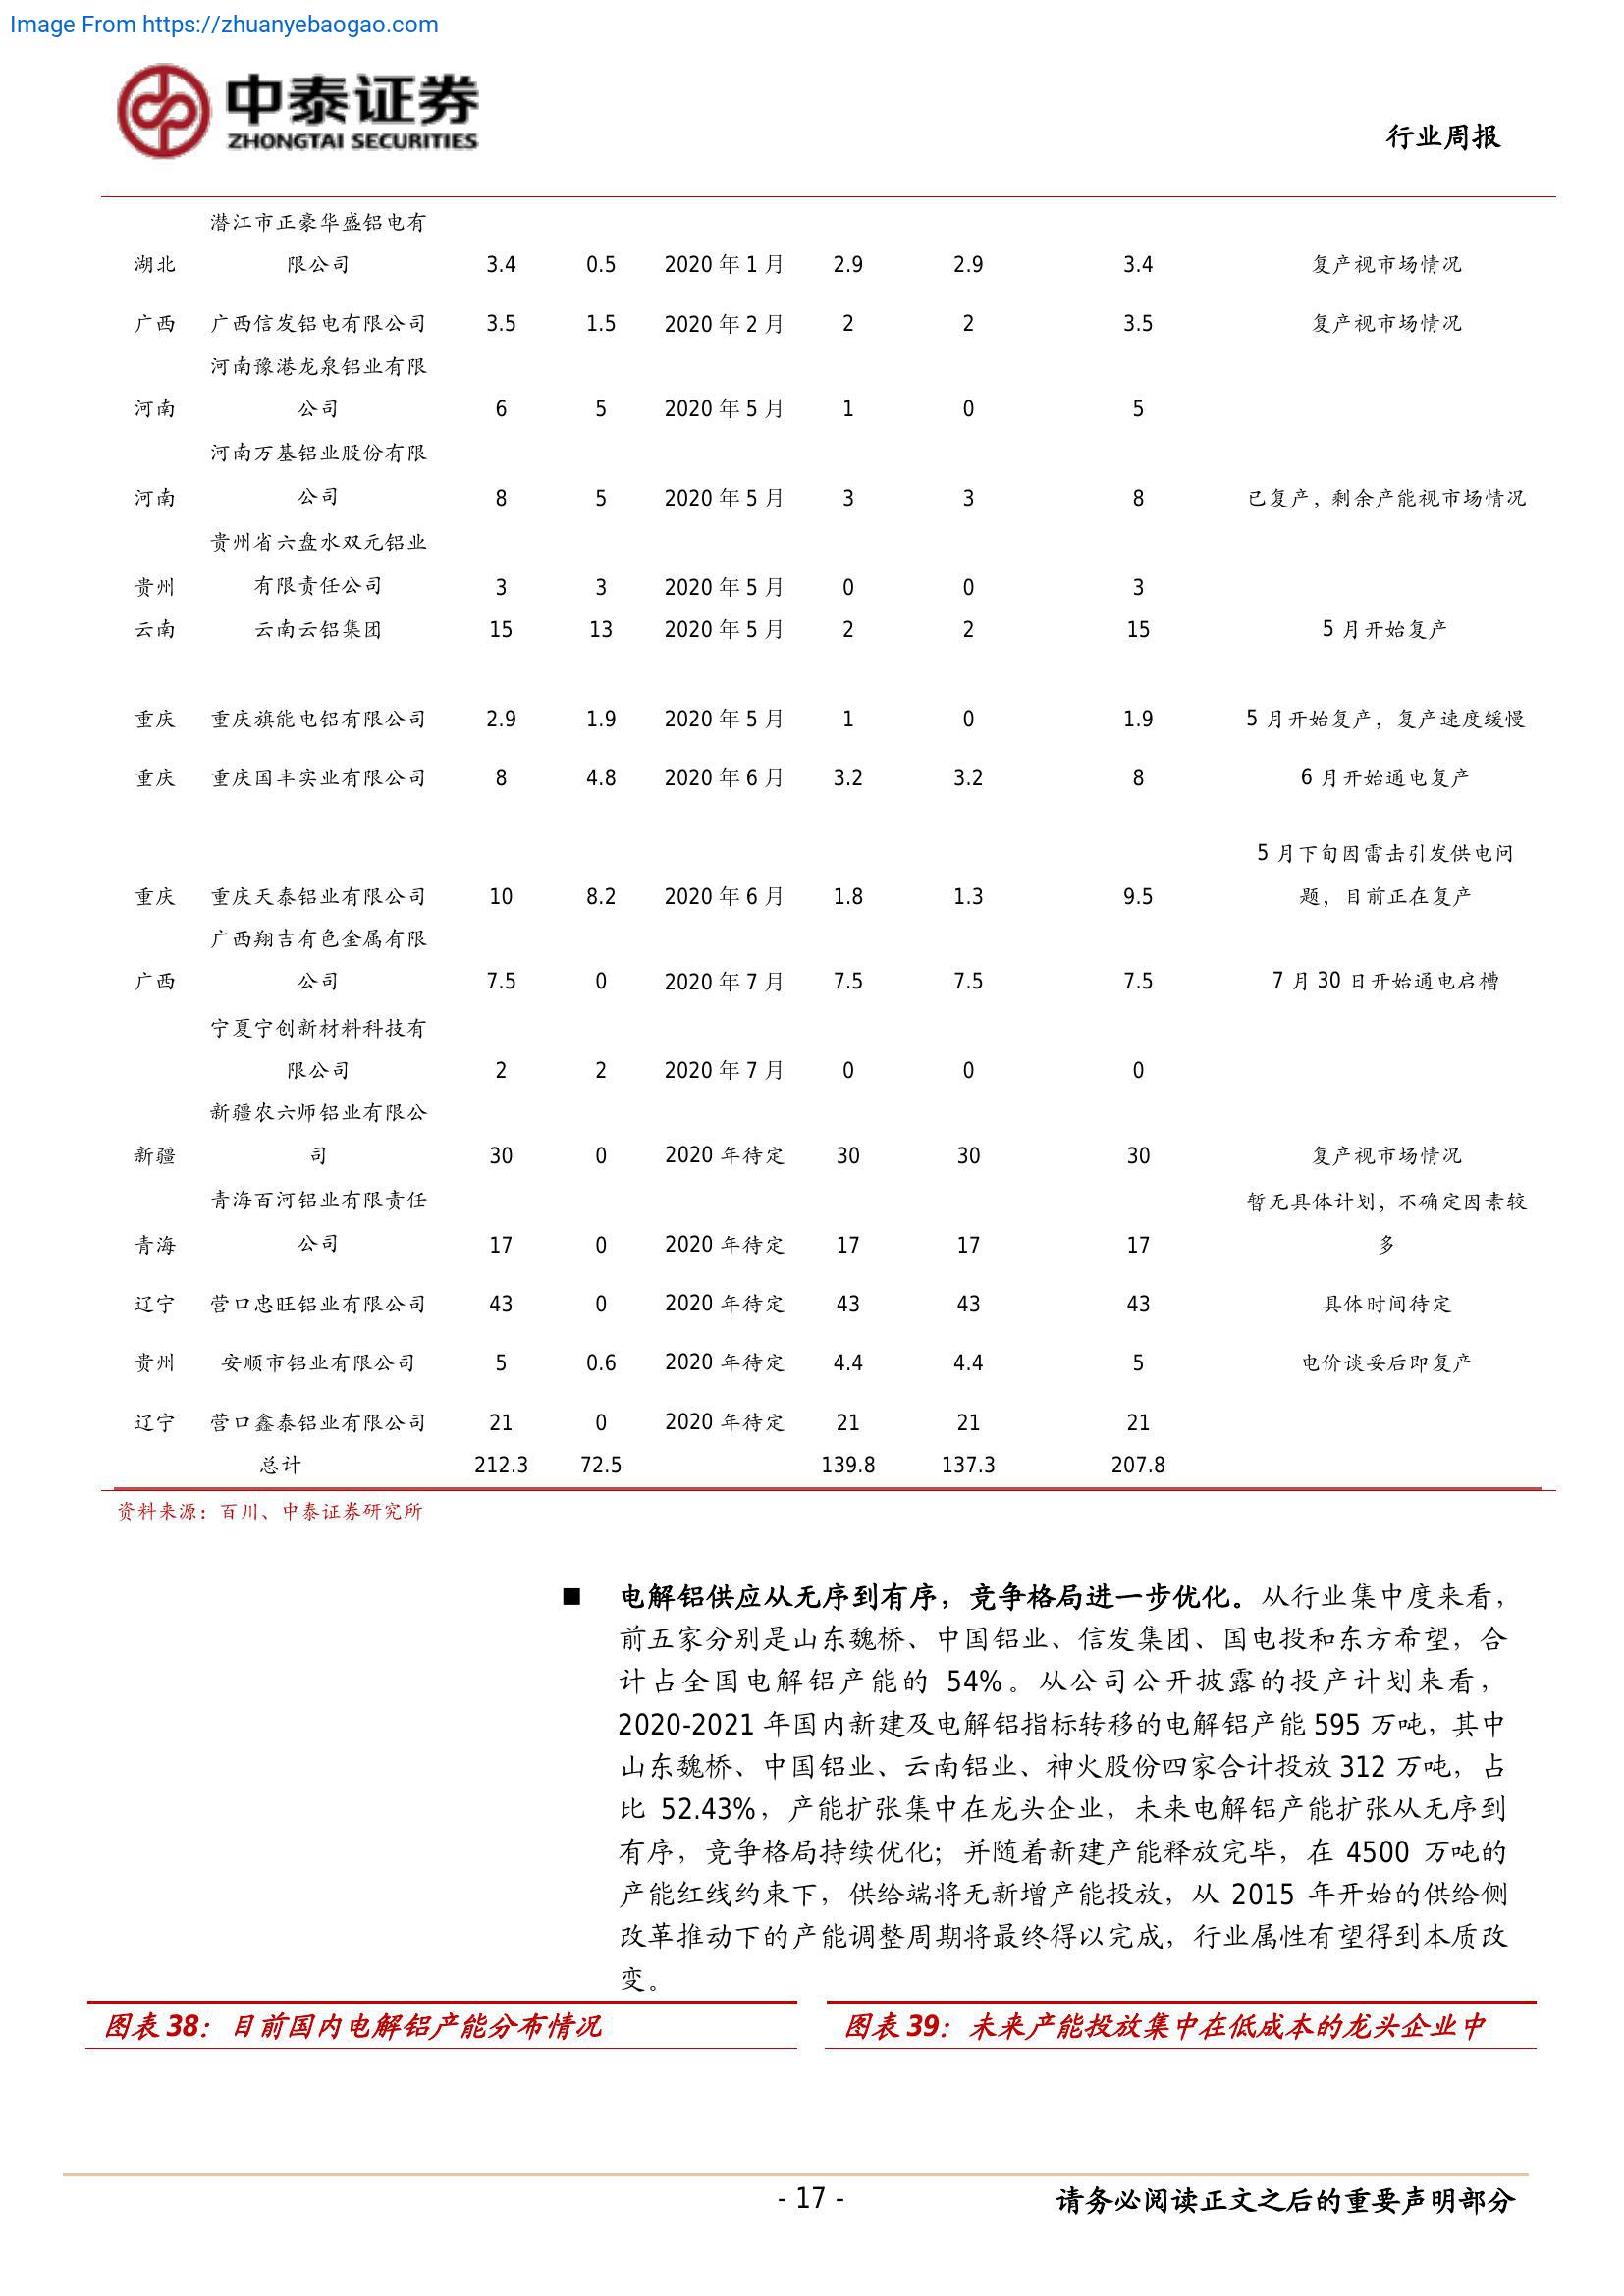 Image From https://zhuanyebaogao.com
中泰证券
ZHONGTAI SECURITIES
行业周报
潜江市正豪华盛铝电有
湖北 限公司 3.4 0.5 2020 年 1 月 2.9 2.9 3.4 复产视市场情况
广西 广西信发铝电有限公司 3.5 1.5 2020 年 2 月 2 2 3.5 复产视市场情况
河南豫港龙泉铝业有限
河南 公司 6 5 2020 年 5 月 1 0 5
河南万基铝业股份有限
河南 公司 8 5 2020 年 5 月 3 3 8 已复产，剩余产能视市场情况
贵州省六盘水双元铝业
贵州 有限责任公司 3 3 2020 年 5 月 0 0 3
云南 云南云铝集团 15 13 2020 年 5 月 2 2 15 5 月开始复产
重庆 重庆旗能电铝有限公司 2.9 1.9 2020 年 5 月 1 0 1.9 5 月开始复产，复产速度缓慢
重庆 重庆国丰实业有限公司 8 4.8 2020 年 6 月 3.2 3.2 8 6 月开始通电复产
5 月下旬因雷击引发供电问
重庆 重庆天泰铝业有限公司 10 8.2 2020 年 6 月 1.8 1.3 9.5 题，目前正在复产
广西翔吉有色金属有限
广西 公司 7.5 0 2020 年 7 月 7.5 7.5 7.5 7 月 30 日开始通电启槽
宁夏宁创新材料科技有
限公司 2 2 2020 年 7 月 0 0 0
新疆农六师铝业有限公
新疆 司 30 0 2020 年待定 30 30 30 复产视市场情况
青海百河铝业有限责任 暂无具体计划，不确定因素较
青海 公司 17 0 2020 年待定 17 17 17 多
辽宁 营口忠旺铝业有限公司 43 0 2020 年待定 43 43 43 具体时间待定
贵州 安顺市铝业有限公司 5 0.6 2020 年待定 4.4 4.4 5 电价谈妥后即复产
辽宁 营口鑫泰铝业有限公司 21 0 2020 年待定 21 21 21
总计 212.3 72.5 139.8 137.3 207.8
资料来源：百川、中泰证券研究所
■ 电解铝供应从无序到有序，竞争格局进一步优化。从行业集中度来看，
前五家分别是山东魏桥、中国铝业、信发集团、国电投和东方希望，合
计占全国电解铝产能的 54%。从公司公开披露的投产计划来看，
2020-2021 年国内新建及电解铝指标转移的电解铝产能 595 万吨，其中
山东魏桥、中国铝业、云南铝业、神火股份四家合计投放 312 万吨，占
比 52.43%，产能扩张集中在龙头企业，未来电解铝产能扩张从无序到
有序，竞争格局持续优化；并随着新建产能释放完毕，在 4500 万吨的
产能红线约束下，供给端将无新增产能投放，从 2015 年开始的供给侧
改革推动下的产能调整周期将最终得以完成，行业属性有望得到本质改
变。
图表 38：目前国内电解铝产能分布情况
图表 39：未来产能投放集中在低成本的龙头企业中
- 17 -
请务必阅读正文之后的重要声明部分